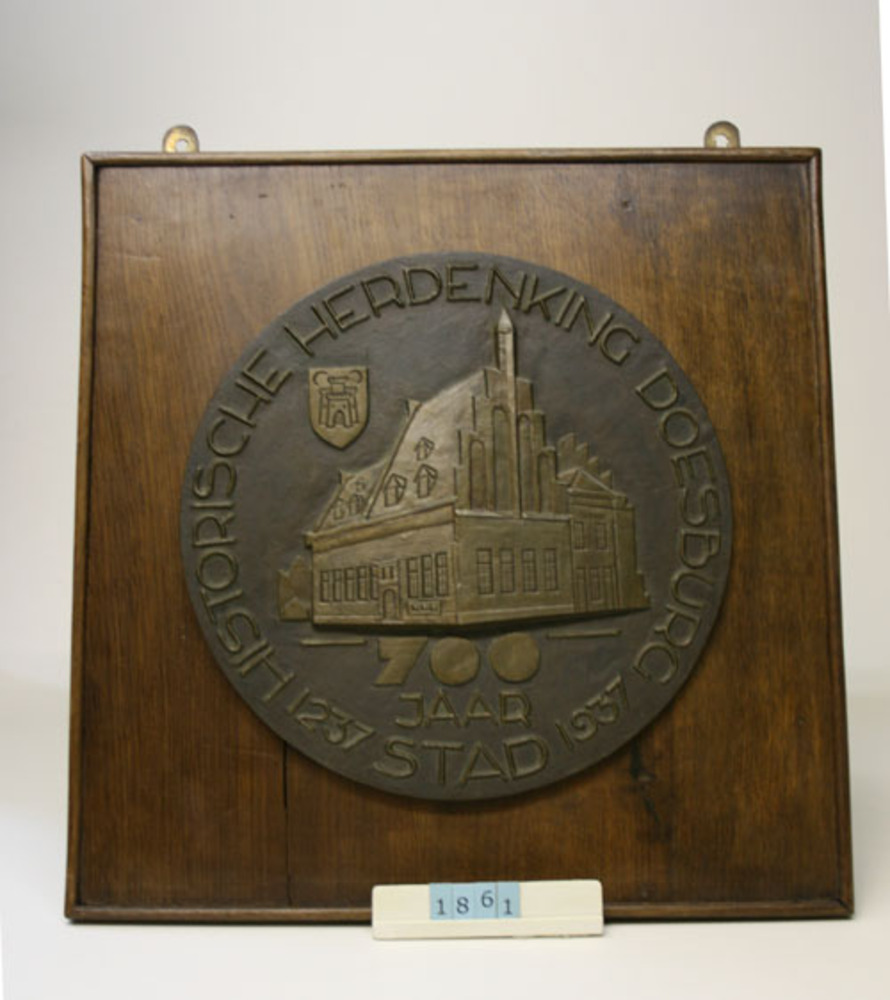 HISTORISCHE HERDENKING DOESBURG
700
JAAR
1237 STAD 1937
1861